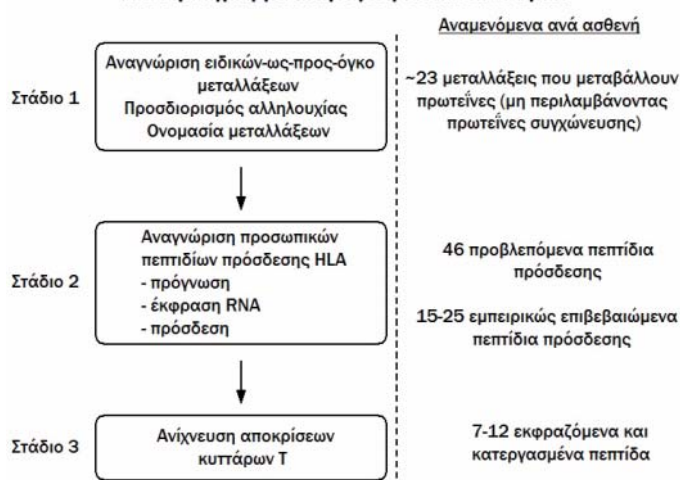 Αναμενόμενα ανά ασθενή
Στάδιο 1
Αναγνώριση ειδικών-ως-προς-όγκο
μεταλλάξεων
Προσδιορισμός αλληλουχίας
Ονομασία μεταλλάξεων
~23 μεταλλάξεις που μεταβάλλουν
πρωτεΐνες (μη περιλαμβάνοντας
πρωτεΐνες συγχώνευσης)
Στάδιο 2
Αναγνώριση προσωπικών
πεπτιδίων πρόσδεσης HLA
- πρόγνωση
- έκφραση RNA
- πρόσδεση
46 προβλεπόμενα πεπτίδια
πρόσδεσης
15-25 εμπειρικώς επιβεβαιώμενα
πεπτίδια πρόσδεσης
Στάδιο 3
Ανίχνευση αποκρίσεων
κυττάρων Τ
7-12 εκφραζόμενα και
κατεργασμένα πεπτίδα